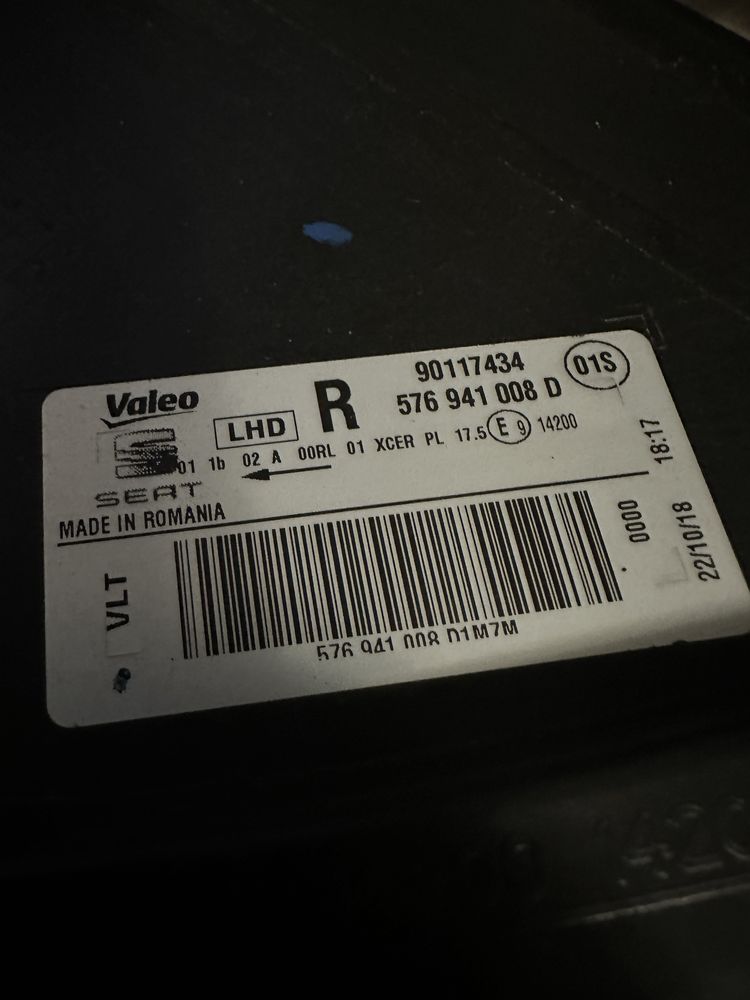 Valeo
LHD
R
90117434
576 941 008 D
01S
01 1b 02 A 00RL 01 XCER PL 17.5 E 9 14200
SEAT
MADE IN ROMANIA
VLT
576 941 008 D1M7M
0000
18:17
22/10/18